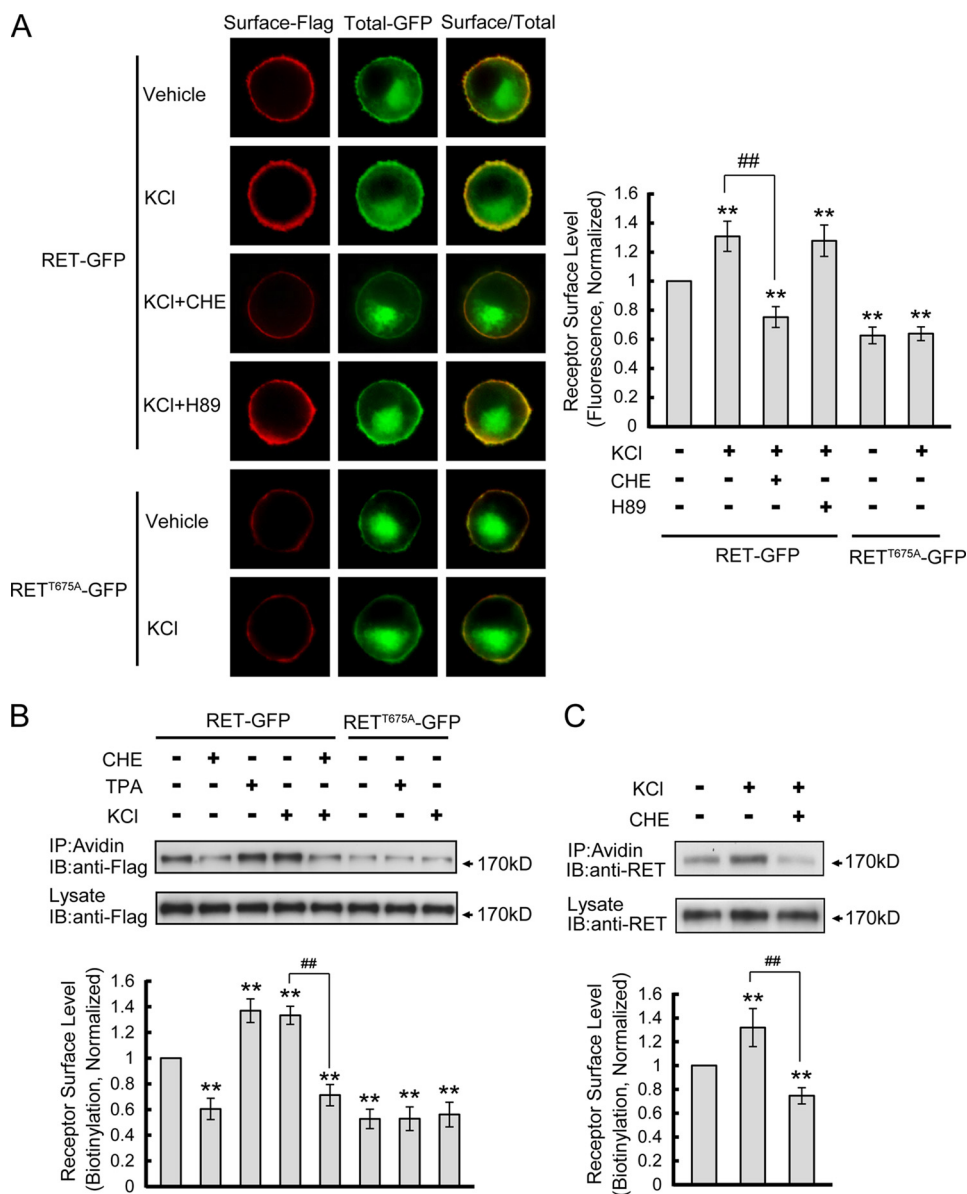 A
Surface-Flag Total-GFP Surface/Total
Vehicle
KCl
RET-GFP
KCl+CHE
KCl+H89
Vehicle
RETT675A-GFP
KCl
Receptor Surface Level
(Fluorescence, Normalized)
1.6
1.4
1.2
1
0.8
0.6
0.4
0.2
0
** ## ** ** ** **
KCl - + + + - +
CHE - - + - - -
H89 - - - + - -
RET-GFP RETT675A-GFP
B
RET-GFP RETT675A-GFP
CHE - + - - + - - -
TPA - - + - - - + -
KCl - - - + + - - +
IP:Avidin
IB:anti-Flag
170kD
Lysate
IB:anti-Flag
170kD
Receptor Surface Level
(Biotinylation, Normalized)
1.6
1.4
1.2
1
0.8
0.6
0.4
0.2
0
** ** ** ## ** ** ** **
C
KCl - + +
CHE - - +
IP:Avidin
IB:anti-RET
170kD
Lysate
IB:anti-RET
170kD
Receptor Surface Level
(Biotinylation, Normalized)
1.6
1.4
1.2
1
0.8
0.6
0.4
0.2
0
** ## **